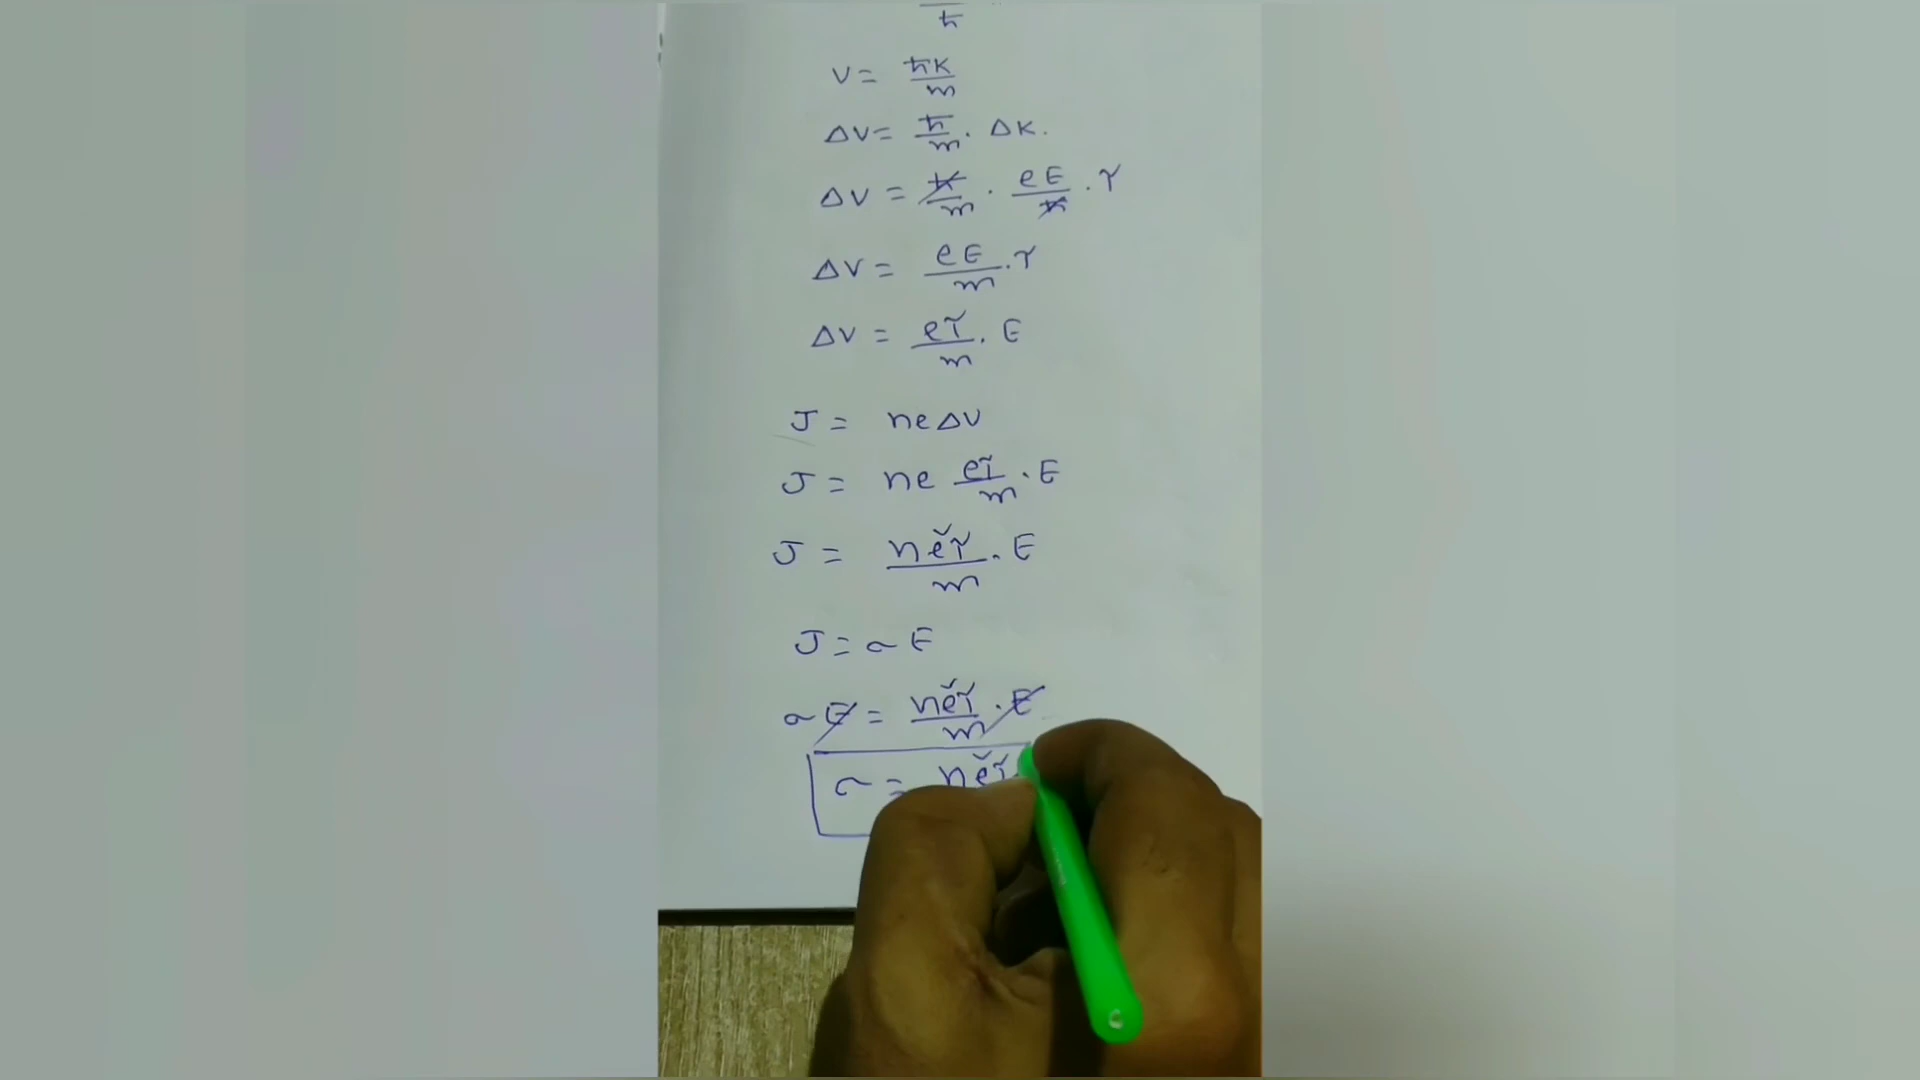 ħ
V = ħK/m
ΔV = ħ/m · ΔK.
ΔV = ħ/m · eE/ħ · τ
ΔV = eE/m · τ
ΔV = eτ/m · E
J = neΔV
J = ne eτ/m · E
J = ne²τ/m · E
J = σE
σE = ne²τ/m · E
σ = ne²τ